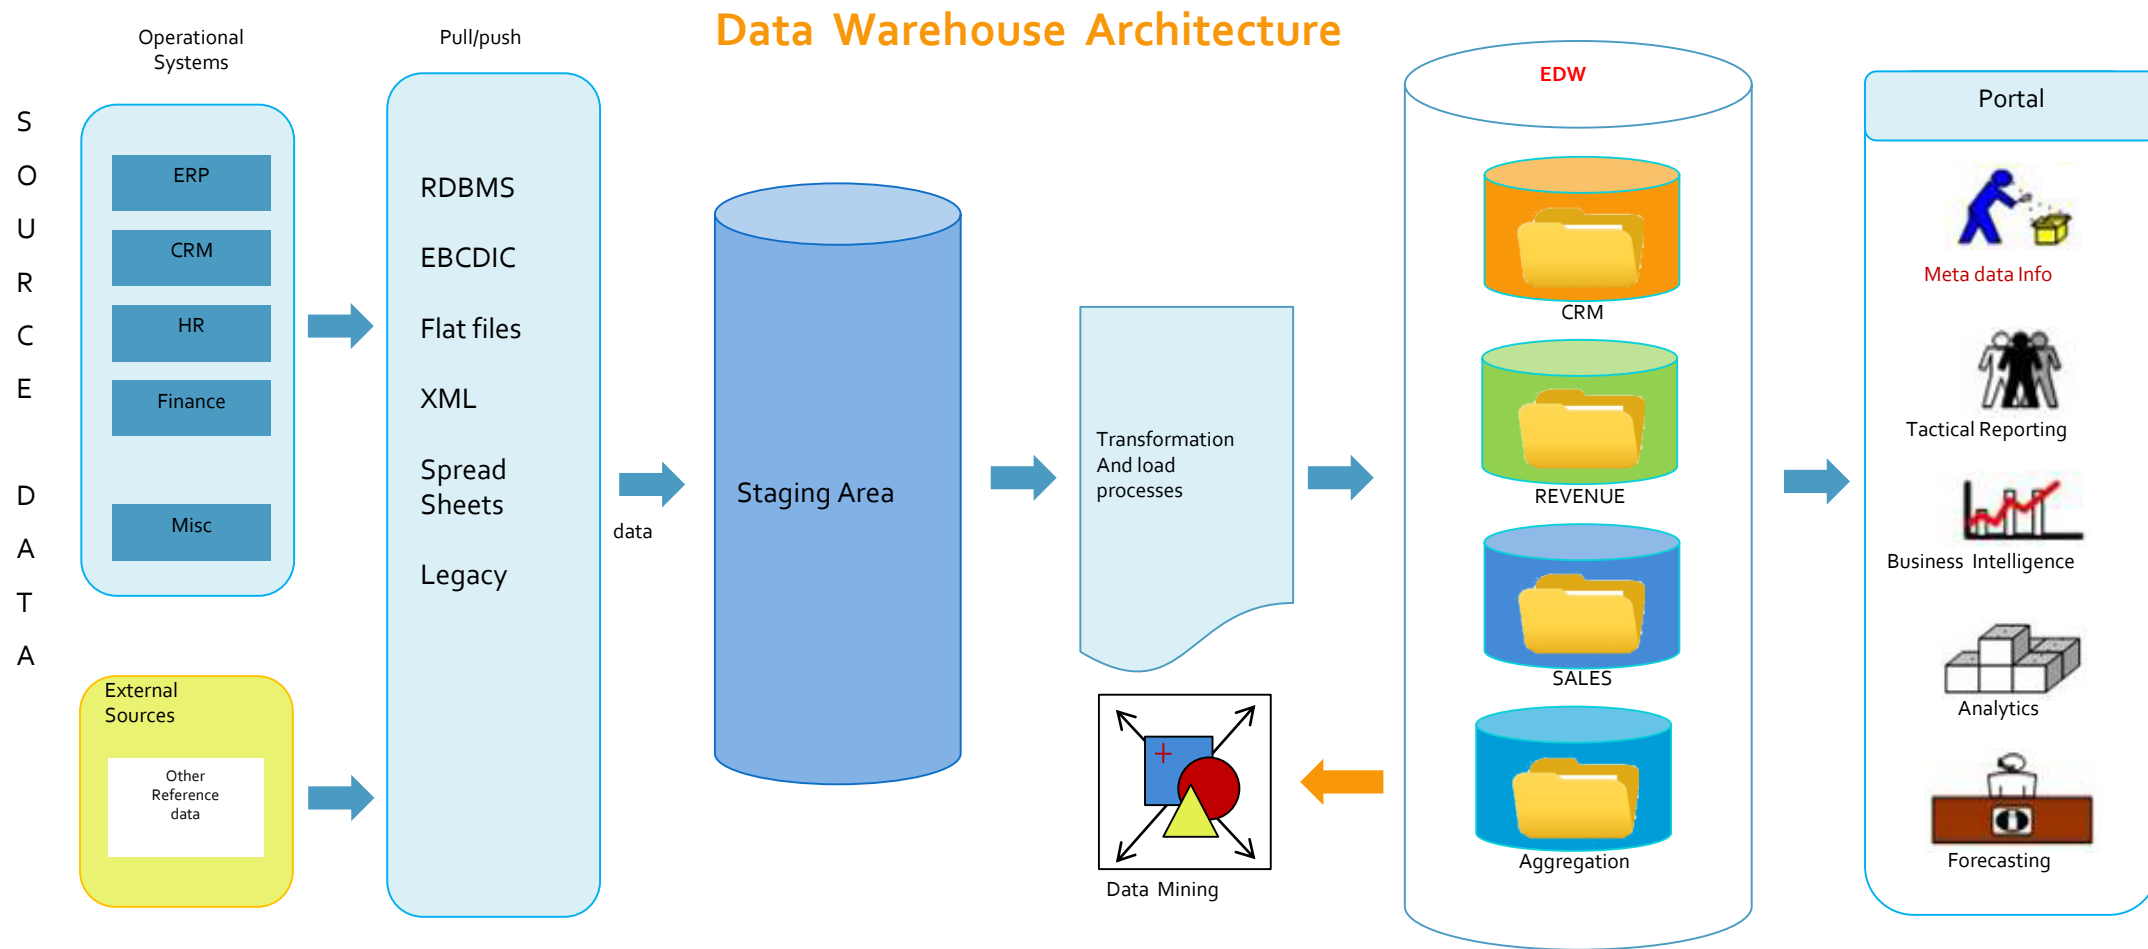 Data Warehouse Architecture
S
O
U
R
C
E
D
A
T
A
Operational
Systems
ERP
CRM
HR
Finance
Misc
External
Sources
Other
Reference
data
Pull/push
RDBMS
EBCDIC
Flat files
XML
Spread
Sheets
Legacy
data
Staging Area
Transformation
And load
processes
Data Mining
EDW
CRM
REVENUE
SALES
Aggregation
Portal
Meta data Info
Tactical Reporting
Business Intelligence
Analytics
Forecasting